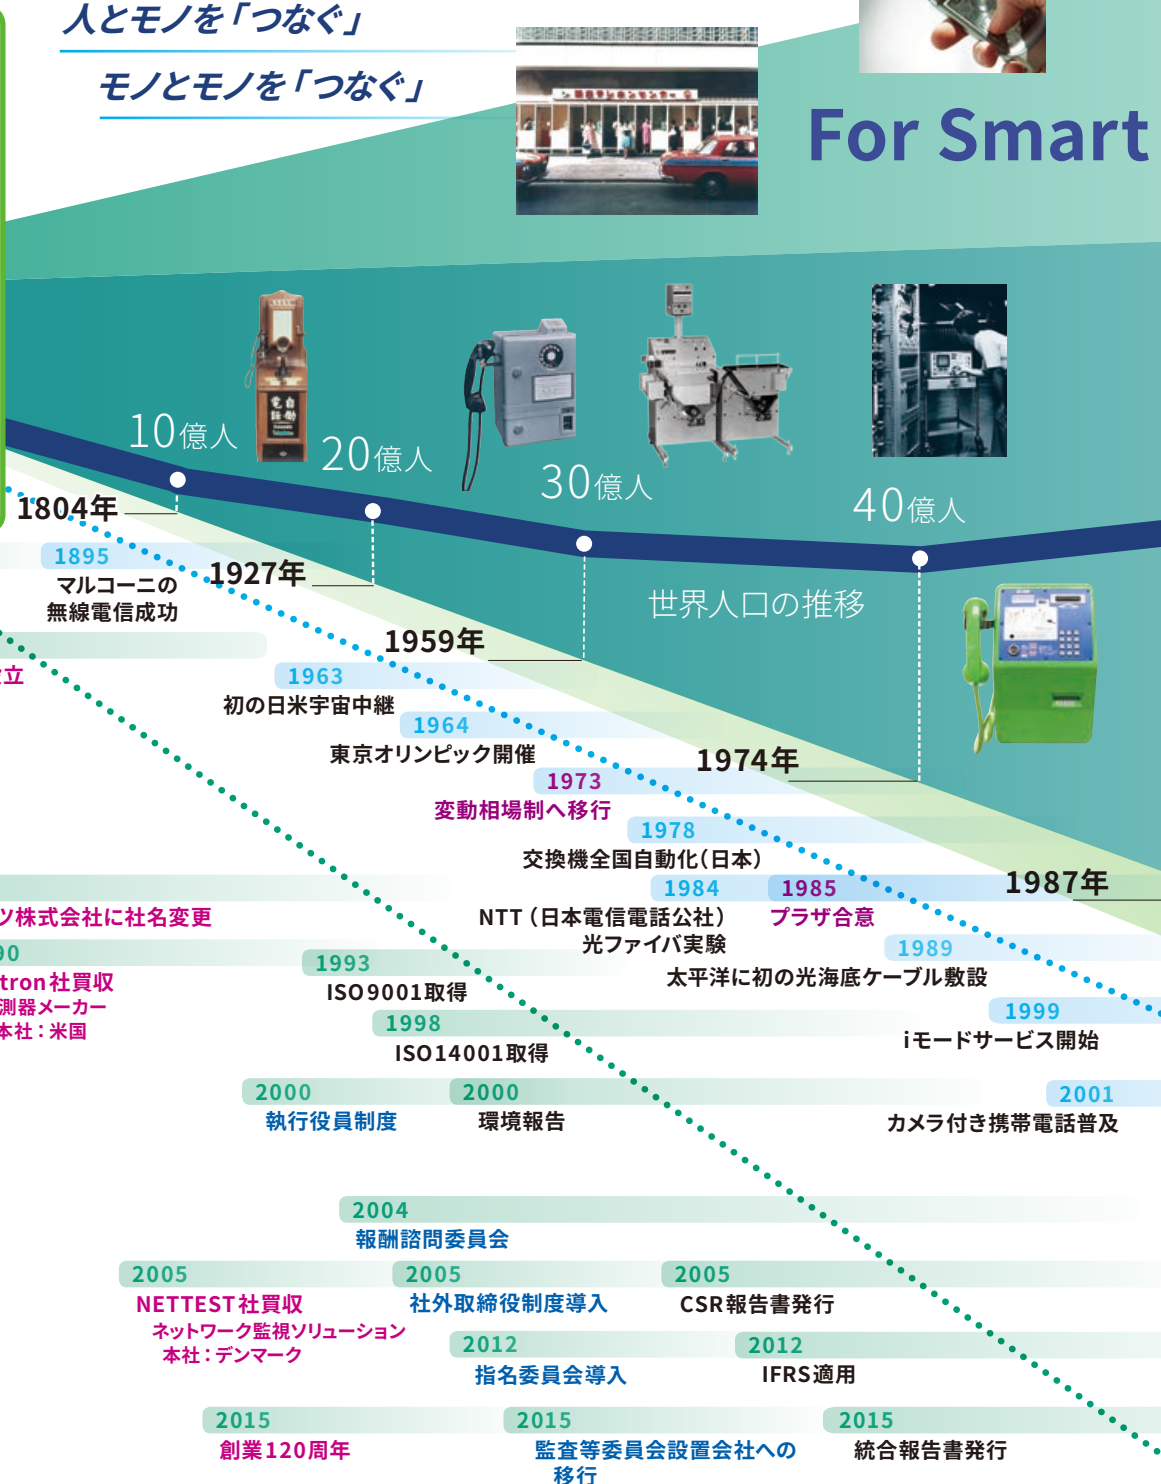 人とモノを「つなぐ」
モノとモノを「つなぐ」
For Smart
自働
電話
10億人
20億人
30億人
40億人
世界人口の推移
1804年
1895
マルコーニの
無線電信成功
1927年
1959年
立
1963
初の日米宇宙中継
1964
東京オリンピック開催
1974年
1973
変動相場制へ移行
1978
交換機全国自動化(日本)
1984
NTT(日本電信電話公社)
光ファイバ実験
1985
プラザ合意
1987年
ツ株式会社に社名変更
1989
太平洋に初の光海底ケーブル敷設
90
tron社買収
測器メーカー
本社:米国
1993
ISO9001取得
1998
ISO14001取得
1999
iモードサービス開始
2000
執行役員制度
2000
環境報告
2001
カメラ付き携帯電話普及
2004
報酬諮問委員会
2005
NETTEST社買収
ネットワーク監視ソリューション
本社:デンマーク
2005
社外取締役制度導入
2005
CSR報告書発行
2012
指名委員会導入
2012
IFRS適用
2015
創業120周年
2015
監査等委員会設置会社への
移行
2015
統合報告書発行